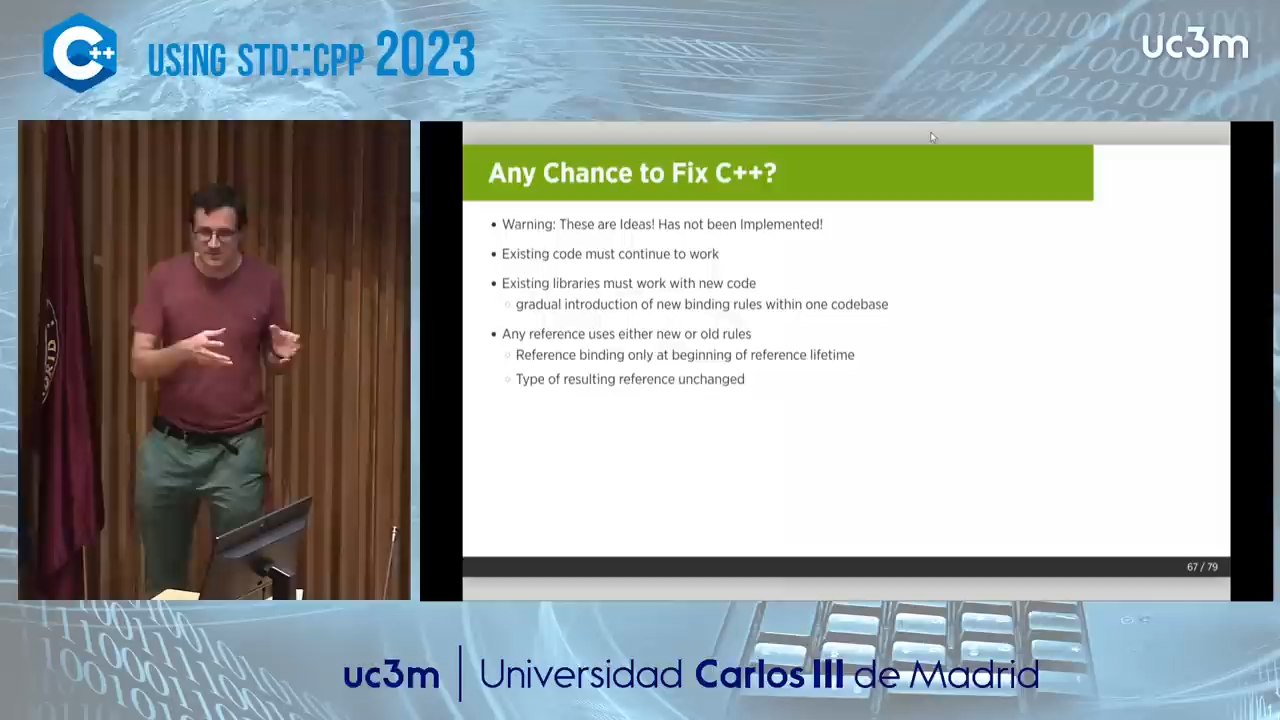 C++
USING STD::CPP 2023
uc3m
Any Chance to Fix C++?
• Warning: These are Ideas! Has not been Implemented!
• Existing code must continue to work
• Existing libraries must work with new code
◦ gradual introduction of new binding rules within one codebase
• Any reference uses either new or old rules
◦ Reference binding only at beginning of reference lifetime
◦ Type of resulting reference unchanged
67 / 79
uc3m | Universidad Carlos III de Madrid